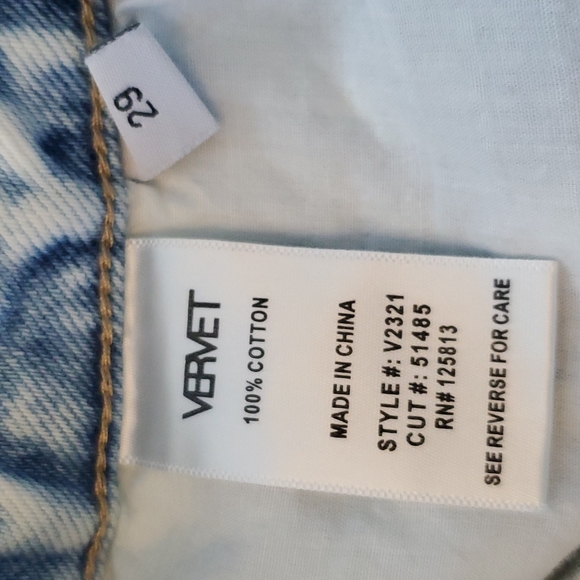 29
VERVET
100% COTTON
MADE IN CHINA
STYLE #: V2321
CUT #: 51485
RN# 125813
SEE REVERSE FOR CARE